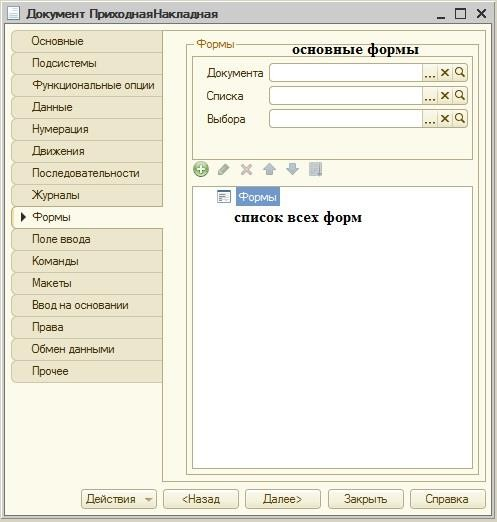 Документ ПриходнаяНакладная
Основные
Подсистемы
Функциональные опции
Данные
Нумерация
Движения
Последовательности
Журналы
Формы
Поле ввода
Команды
Макеты
Ввод на основании
Права
Обмен данными
Прочее
Формы
основные формы
Документа
Списка
Выбора
Формы
список всех форм
Действия
<Назад
Далее>
Закрыть
Справка